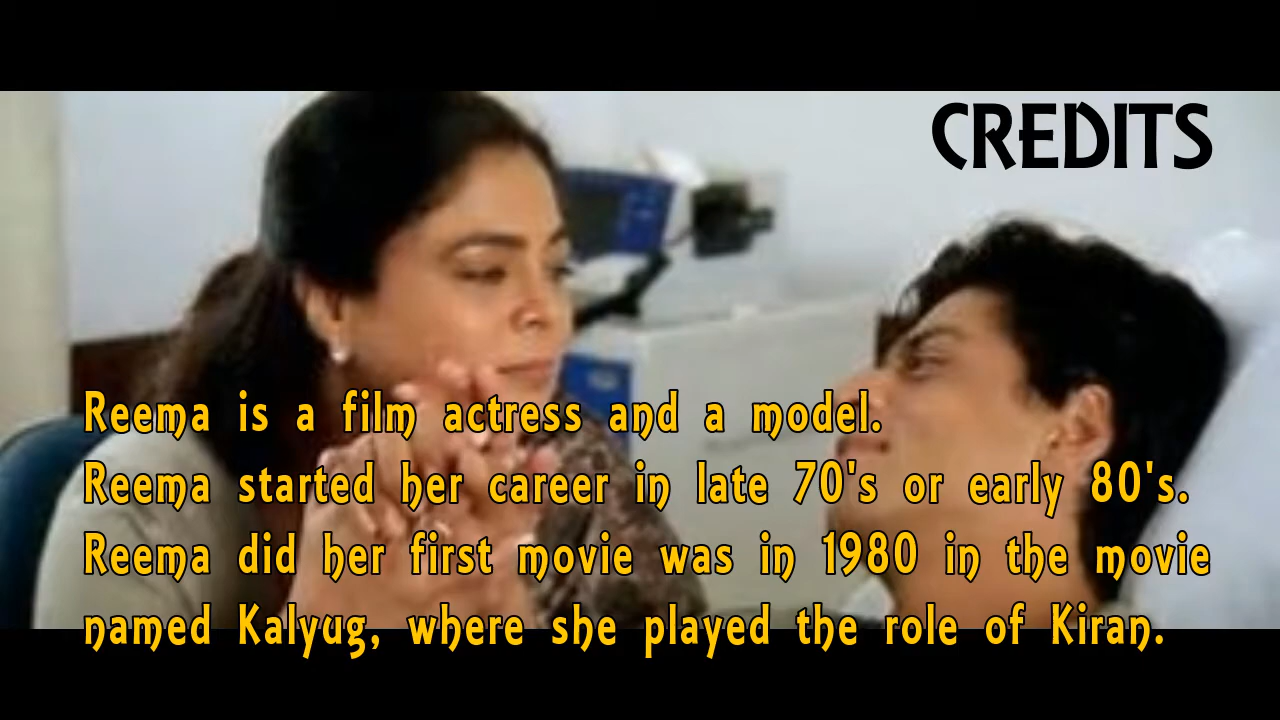 CREDITS
Reema is a film actress and a model.
Reema started her career in late 70's or early 80's.
Reema did her first movie was in 1980 in the movie
named Kalyug, where she played the role of Kiran.